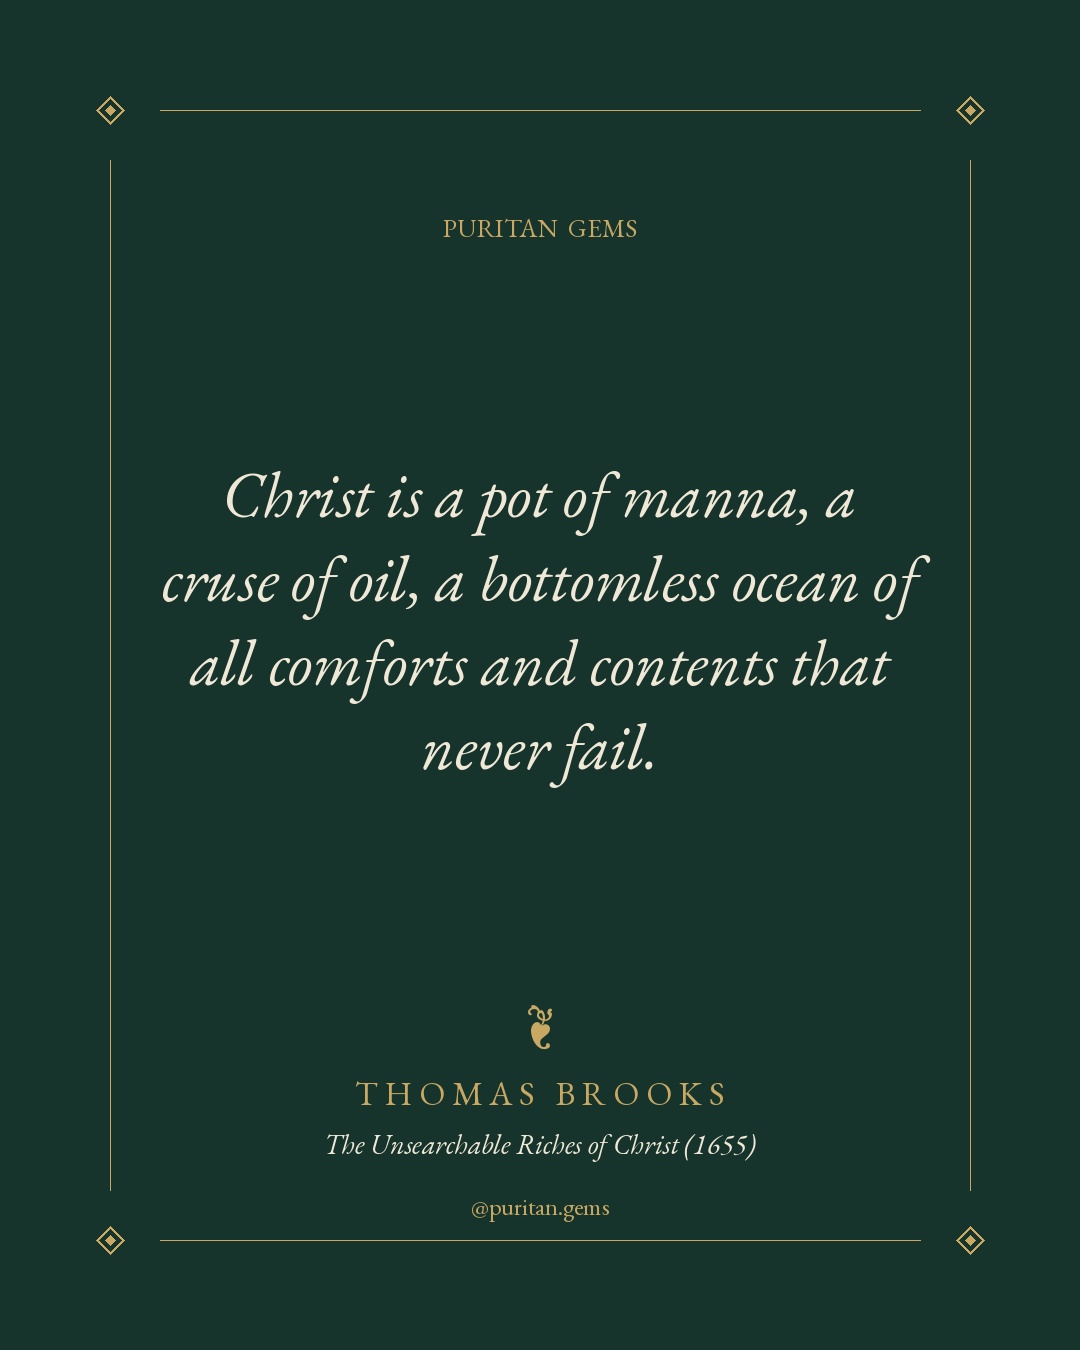 PURITAN GEMS
Christ is a pot of manna, a
cruse of oil, a bottomless ocean of
all comforts and contents that
never fail.
THOMAS BROOKS
The Unsearchable Riches of Christ (1655)
@puritan.gems